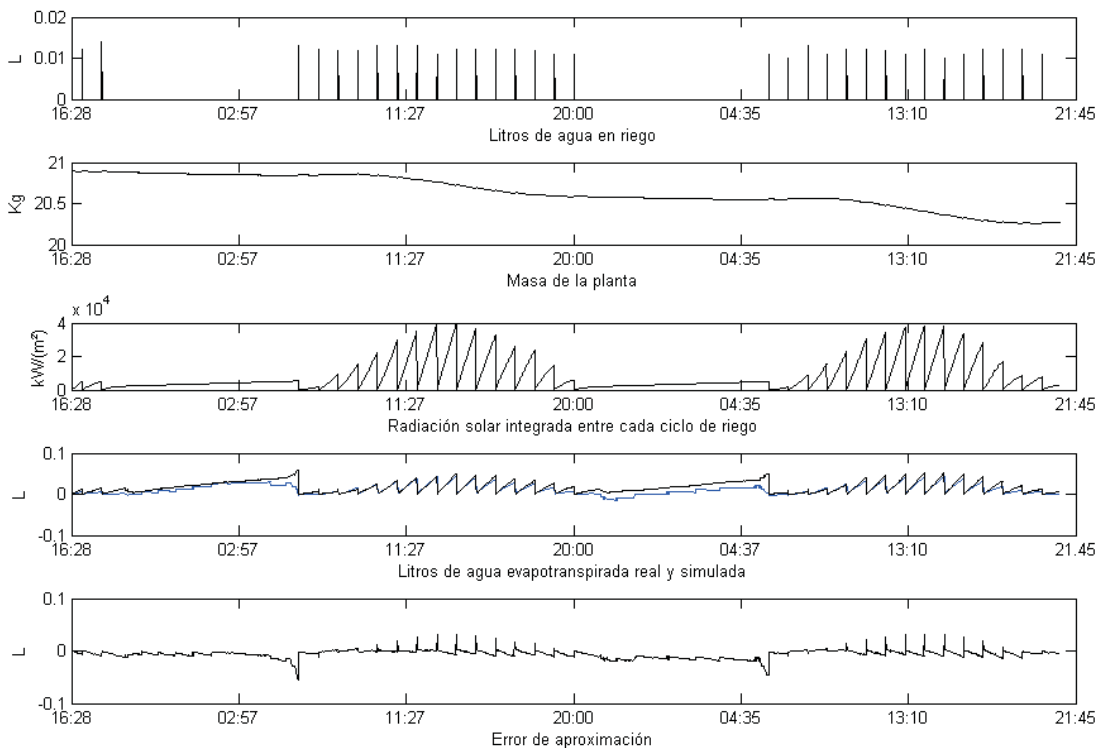 0.02
0.01
0
L
16:28 02:57 11:27 20:00 04:35 13:10 21:45
Litros de agua en riego
21
20.5
20
Kg
16:28 02:57 11:27 20:00 04:35 13:10 21:45
Masa de la planta
x 10⁴
4
2
0
kW/(m²)
16:28 02:57 11:27 20:00 04:35 13:10 21:45
Radiación solar integrada entre cada ciclo de riego
0.1
0
-0.1
L
16:28 02:57 11:27 20:00 04:37 13:10 21:45
Litros de agua evapotranspirada real y simulada
0.1
0
-0.1
L
16:28 02:57 11:27 20:00 04:35 13:10 21:45
Error de aproximación